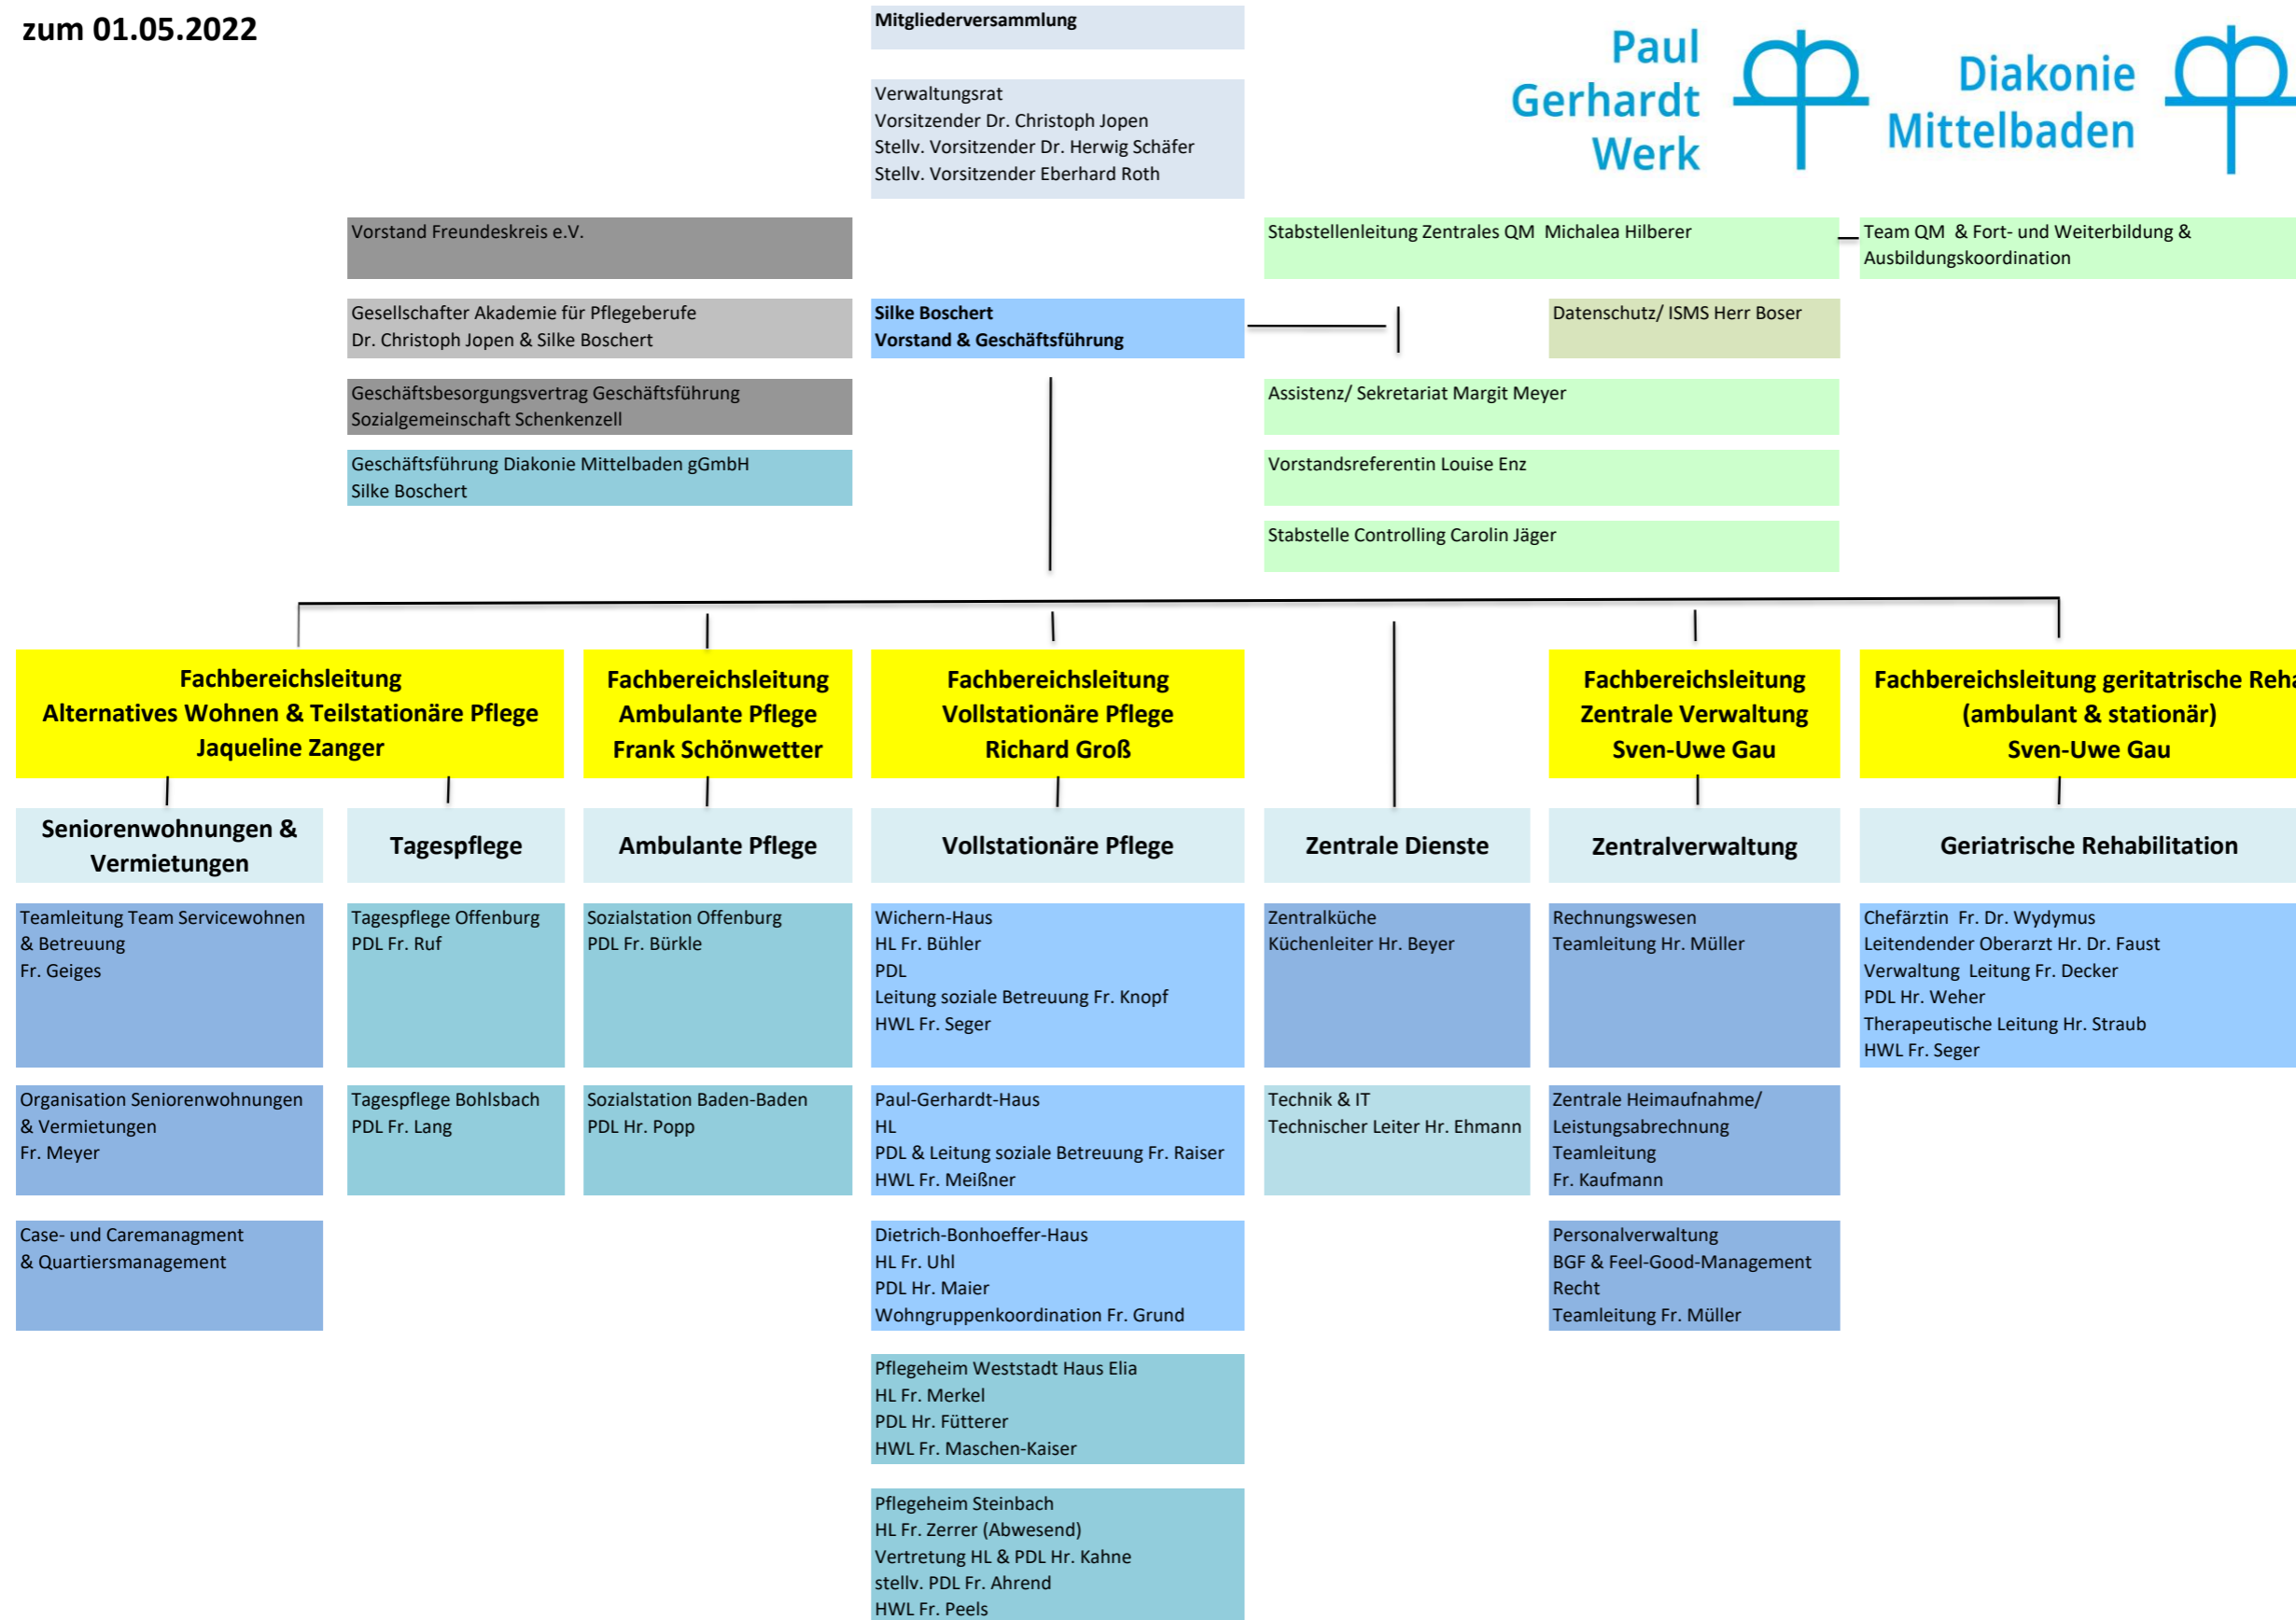 zum 01.05.2022
Mitgliederversammlung
Paul
Gerhardt
Werk
Diakonie
Mittelbaden
Verwaltungsrat
Vorsitzender Dr. Christoph Jopen
Stellv. Vorsitzender Dr. Herwig Schäfer
Stellv. Vorsitzender Eberhard Roth
Vorstand Freundeskreis e.V.
Stabstellenleitung Zentrales QM Michalea Hilberer
Team QM & Fort- und Weiterbildung &
Ausbildungskoordination
Gesellschafter Akademie für Pflegeberufe
Dr. Christoph Jopen & Silke Boschert
Silke Boschert
Vorstand & Geschäftsführung
Datenschutz/ ISMS Herr Boser
Geschäftsbesorgungsvertrag Geschäftsführung
Sozialgemeinschaft Schenkenzell
Assistenz/ Sekretariat Margit Meyer
Geschäftsführung Diakonie Mittelbaden gGmbH
Silke Boschert
Vorstandsreferentin Louise Enz
Stabstelle Controlling Carolin Jäger
Fachbereichsleitung
Alternatives Wohnen & Teilstationäre Pflege
Jaqueline Zanger
Fachbereichsleitung
Ambulante Pflege
Frank Schönwetter
Fachbereichsleitung
Vollstationäre Pflege
Richard Groß
Fachbereichsleitung
Zentrale Verwaltung
Sven-Uwe Gau
Fachbereichsleitung geritatrische Reha
(ambulant & stationär)
Sven-Uwe Gau
Seniorenwohnungen &
Vermietungen
Tagespflege
Ambulante Pflege
Vollstationäre Pflege
Zentrale Dienste
Zentralverwaltung
Geriatrische Rehabilitation
Teamleitung Team Servicewohnen
& Betreuung
Fr. Geiges
Tagespflege Offenburg
PDL Fr. Ruf
Sozialstation Offenburg
PDL Fr. Bürkle
Wichern-Haus
HL Fr. Bühler
PDL
Leitung soziale Betreuung Fr. Knopf
HWL Fr. Seger
Zentralküche
Küchenleiter Hr. Beyer
Rechnungswesen
Teamleitung Hr. Müller
Chefärztin Fr. Dr. Wydymus
Leitendender Oberarzt Hr. Dr. Faust
Verwaltung Leitung Fr. Decker
PDL Hr. Weher
Therapeutische Leitung Hr. Straub
HWL Fr. Seger
Organisation Seniorenwohnungen
& Vermietungen
Fr. Meyer
Tagespflege Bohlsbach
PDL Fr. Lang
Sozialstation Baden-Baden
PDL Hr. Popp
Paul-Gerhardt-Haus
HL
PDL & Leitung soziale Betreuung Fr. Raiser
HWL Fr. Meißner
Technik & IT
Technischer Leiter Hr. Ehmann
Zentrale Heimaufnahme/
Leistungsabrechnung
Teamleitung
Fr. Kaufmann
Case- und Caremanagment
& Quartiersmanagement
Dietrich-Bonhoeffer-Haus
HL Fr. Uhl
PDL Hr. Maier
Wohngruppenkoordination Fr. Grund
Personalverwaltung
BGF & Feel-Good-Management
Recht
Teamleitung Fr. Müller
Pflegeheim Weststadt Haus Elia
HL Fr. Merkel
PDL Hr. Fütterer
HWL Fr. Maschen-Kaiser
Pflegeheim Steinbach
HL Fr. Zerrer (Abwesend)
Vertretung HL & PDL Hr. Kahne
stellv. PDL Fr. Ahrend
HWL Fr. Peels